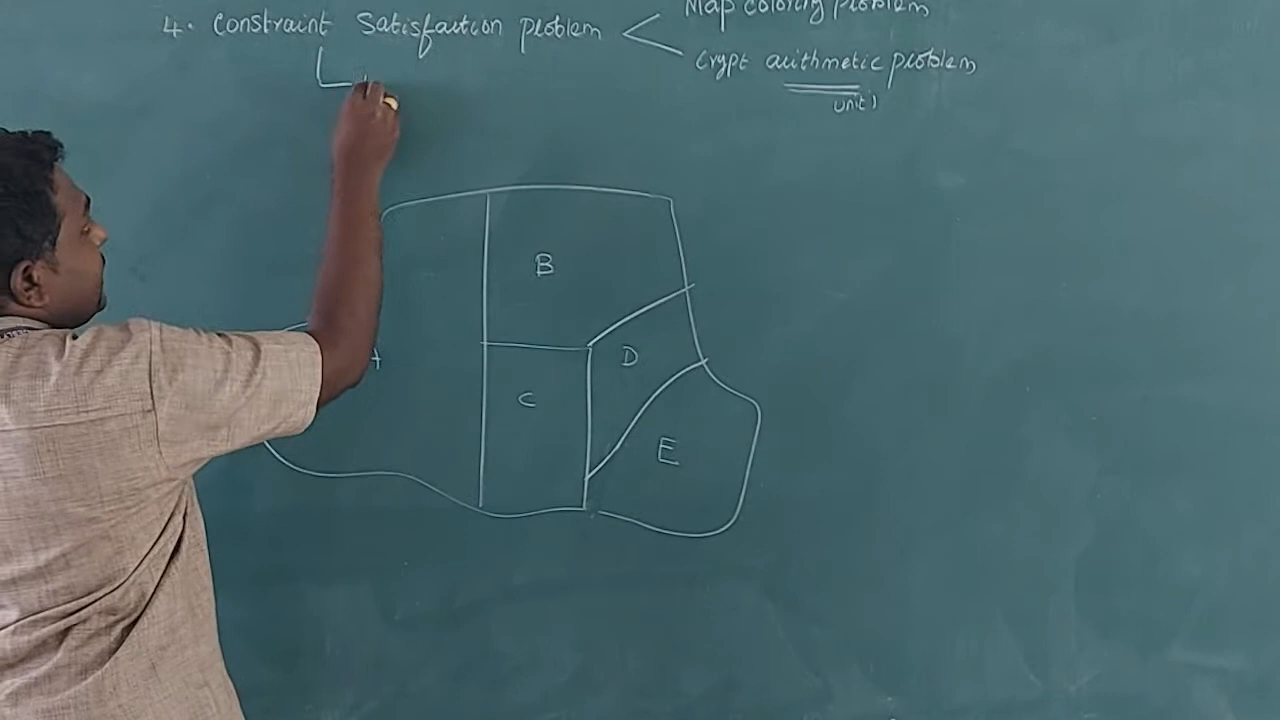 Map coloring problem
4. Constraint Satisfaction problem
Crypt arithmetic problem
unit 1
B
A
D
C
E